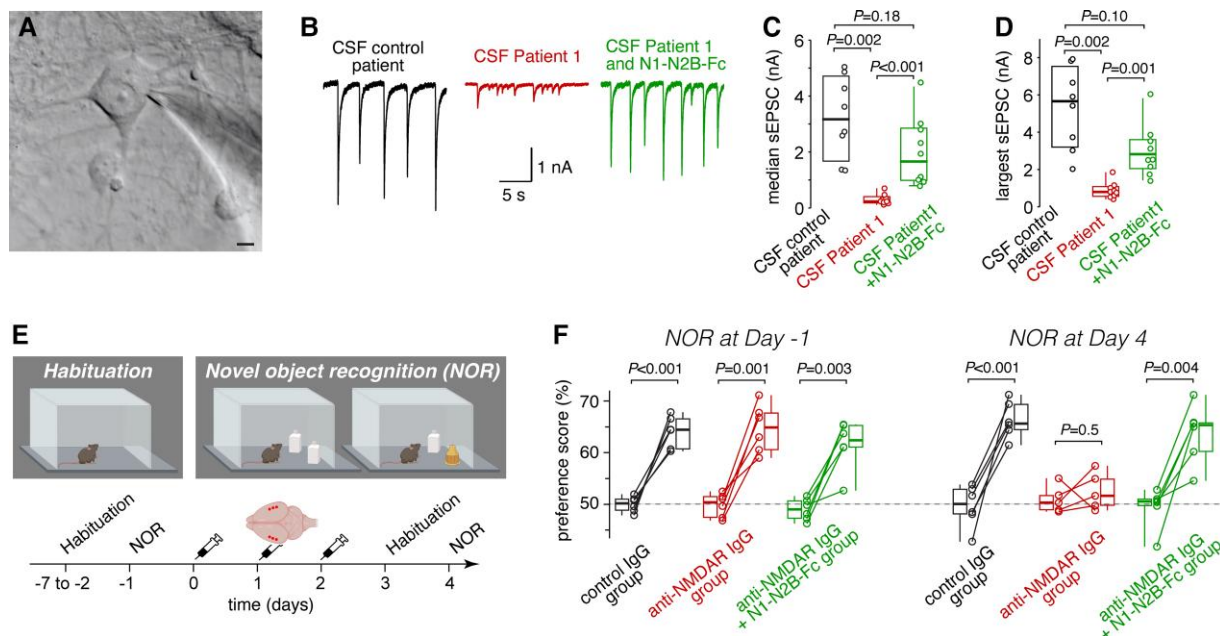 A
B
CSF control
patient
CSF Patient 1
CSF Patient 1
and N1-N2B-Fc
1 nA
5 s
C
P=0.18
P=0.002
P<0.001
median sEPSC (nA)
6
4
2
0
CSF control
patient
CSF Patient 1
CSF Patient1
+N1-N2B-Fc
D
P=0.10
P=0.002
P=0.001
largest sEPSC (nA)
8
6
4
2
0
CSF control
patient
CSF Patient 1
CSF Patient1
+N1-N2B-Fc
E
Habituation
Novel object recognition (NOR)
Habituation
NOR
Habituation
NOR
-7 to -2
-1
0
1
2
3
4
time (days)
F
NOR at Day -1
P<0.001
P=0.001
P=0.003
preference score (%)
70
60
50
control IgG
group
anti-NMDAR IgG
group
anti-NMDAR IgG
+ N1-N2B-Fc group
NOR at Day 4
P<0.001
P=0.5
P=0.004
control IgG
group
anti-NMDAR IgG
group
anti-NMDAR IgG
+ N1-N2B-Fc group